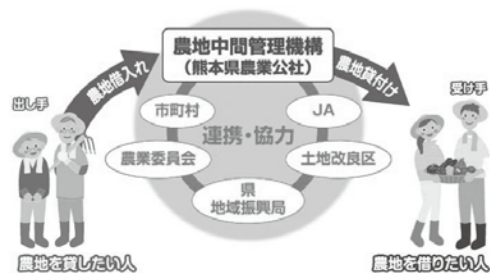 農地中間管理機構
(熊本県農業公社)
農地借入れ
農地貸付け
出し手
受け手
市町村
JA
連携・協力
農業委員会
土地改良区
県
地域振興局
農地を貸したい人
農地を借りたい人